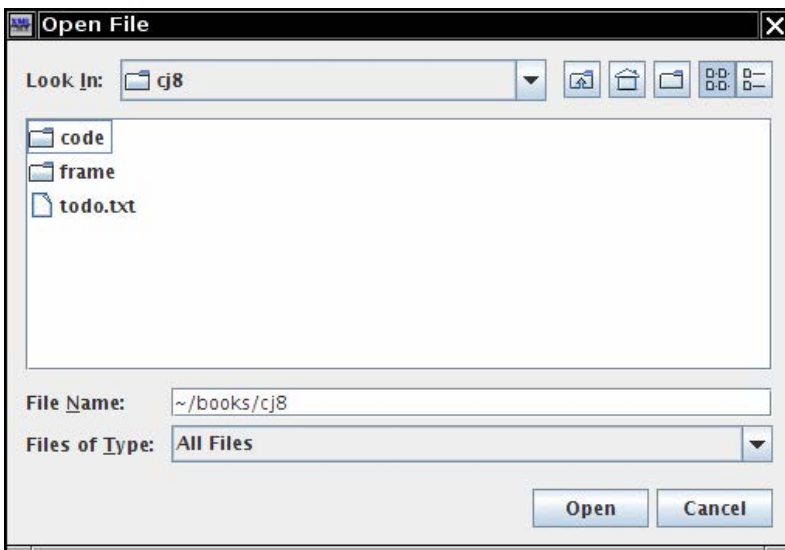 Open File
Look In: cj8
code
frame
todo.txt
File Name: ~/books/cj8
Files of Type: All Files
Open Cancel